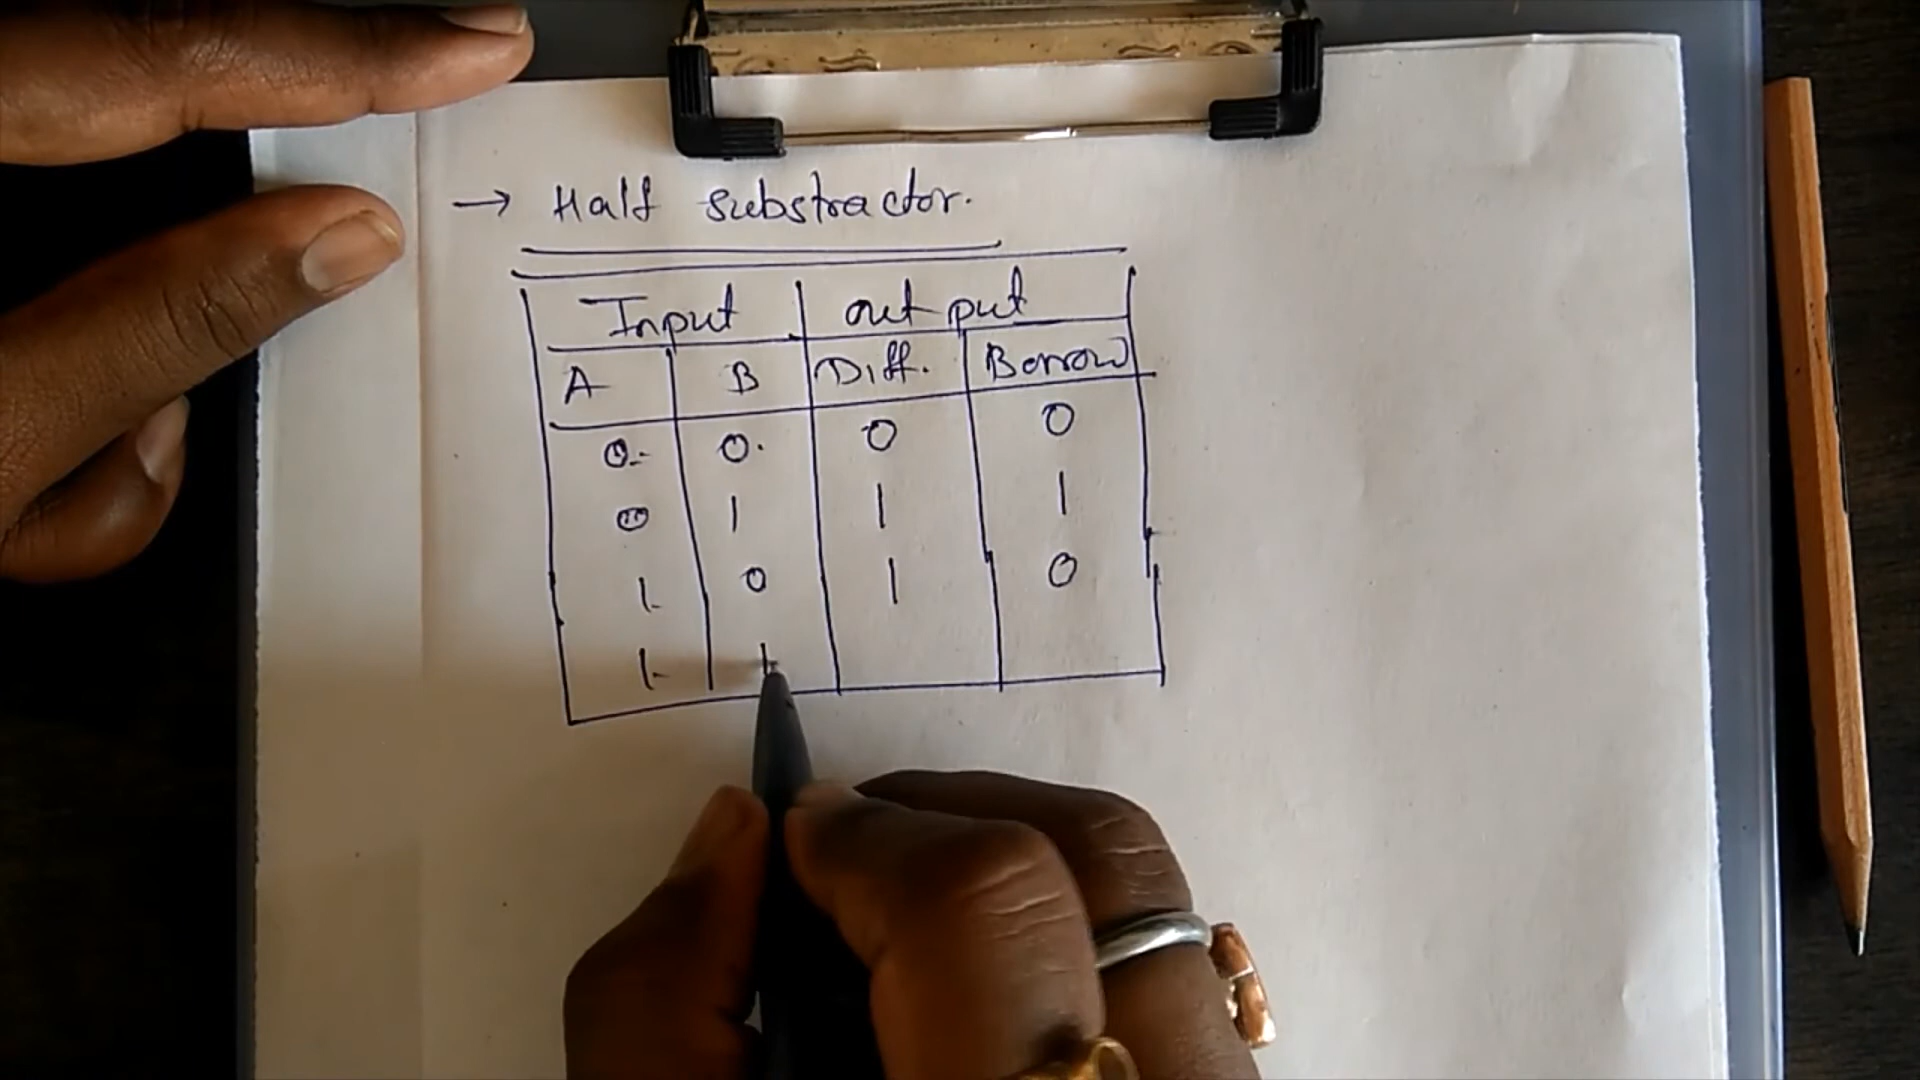 → Half substractor.
Input output
A B Diff. Borrow
0 0 0 0
0 1 1 1
1 0 1 0
1 1